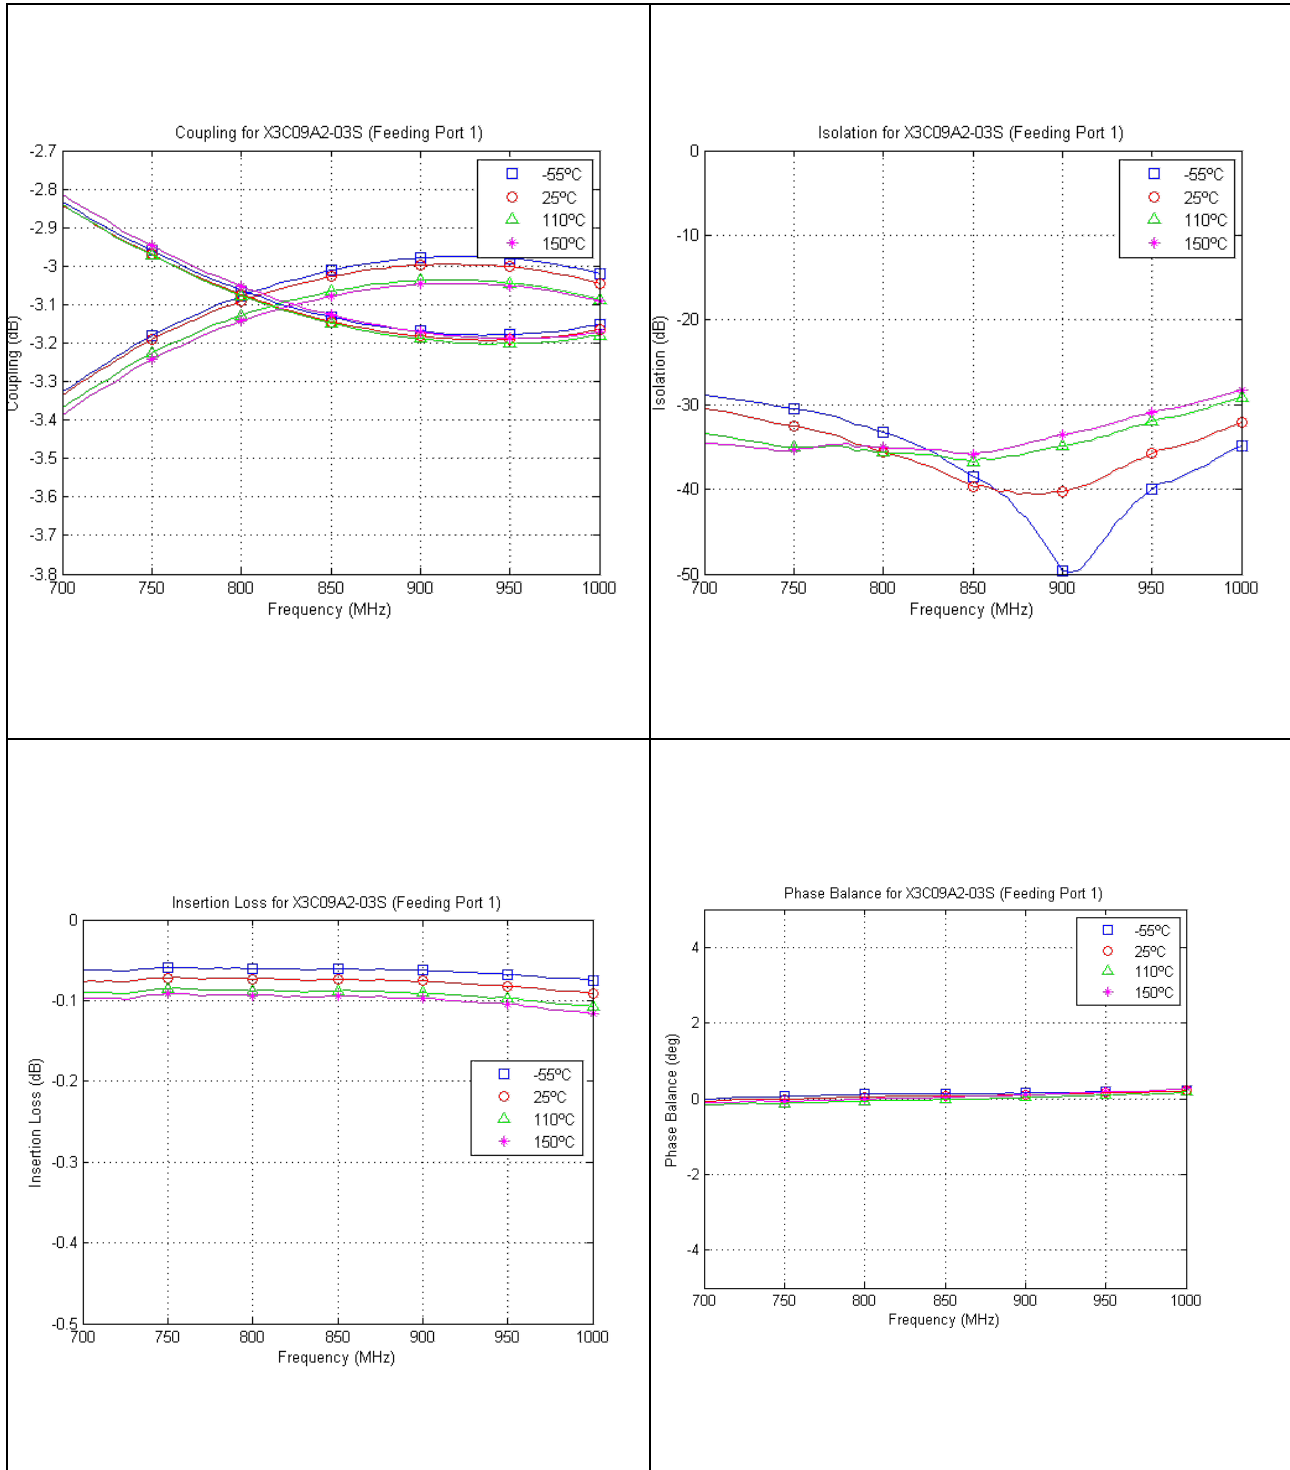 Coupling for X3C09A2-03S (Feeding Port 1)
-2.7
-2.8
-2.9
-3
-3.1
-3.2
-3.3
-3.4
-3.5
-3.6
-3.7
-3.8
Coupling (dB)
-55ºC
25ºC
110ºC
150ºC
700 750 800 850 900 950 1000
Frequency (MHz)
Isolation for X3C09A2-03S (Feeding Port 1)
0
-10
-20
-30
-40
-50
Isolation (dB)
-55ºC
25ºC
110ºC
150ºC
700 750 800 850 900 950 1000
Frequency (MHz)
Insertion Loss for X3C09A2-03S (Feeding Port 1)
0
-0.1
-0.2
-0.3
-0.4
-0.5
Insertion Loss (dB)
-55ºC
25ºC
110ºC
150ºC
700 750 800 850 900 950 1000
Frequency (MHz)
Phase Balance for X3C09A2-03S (Feeding Port 1)
4
2
0
-2
-4
Phase Balance (deg)
-55ºC
25ºC
110ºC
150ºC
700 750 800 850 900 950 1000
Frequency (MHz)